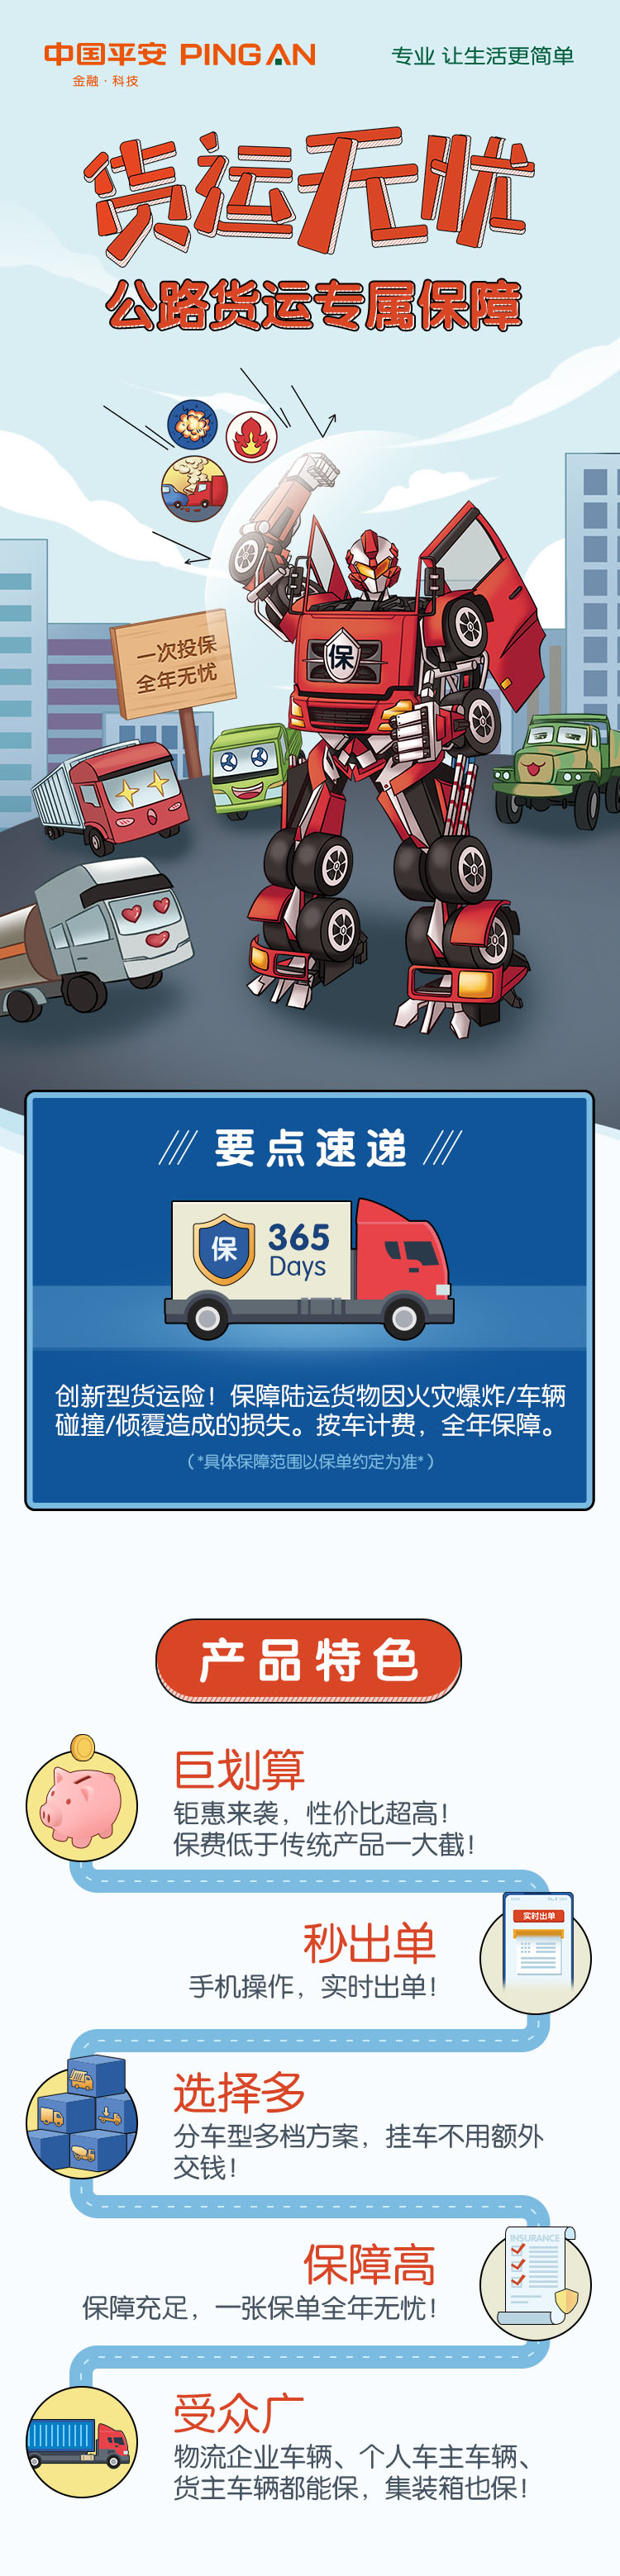 中国平安 PING AN
金融·科技
专业 让生活更简单
货运无忧
公路货运专属保障
一次投保
全年无忧
保
要点速递
保
365
Days
创新型货运险！保障陆运货物因火灾爆炸/车辆
碰撞/倾覆造成的损失。按车计费，全年保障。
（*具体保障范围以保单约定为准*）
产品特色
巨划算
钜惠来袭，性价比超高！
保费低于传统产品一大截！
实时出单
秒出单
手机操作，实时出单！
选择多
分车型多档方案，挂车不用额外
交钱！
INSURANCE
保障高
保障充足，一张保单全年无忧！
受众广
物流企业车辆、个人车主车辆、
货主车辆都能保，集装箱也保！